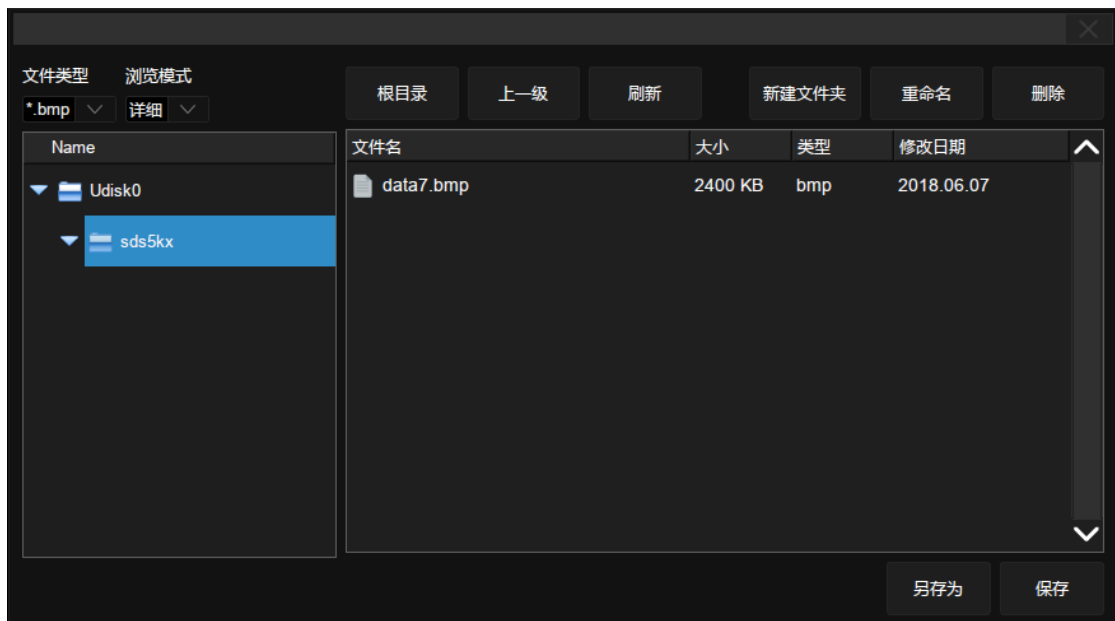 文件类型 浏览模式
*.bmp 详细
根目录 上一级 刷新 新建文件夹 重命名 删除
Name
Udisk0
sds5kx
文件名 大小 类型 修改日期
data7.bmp 2400 KB bmp 2018.06.07
另存为 保存